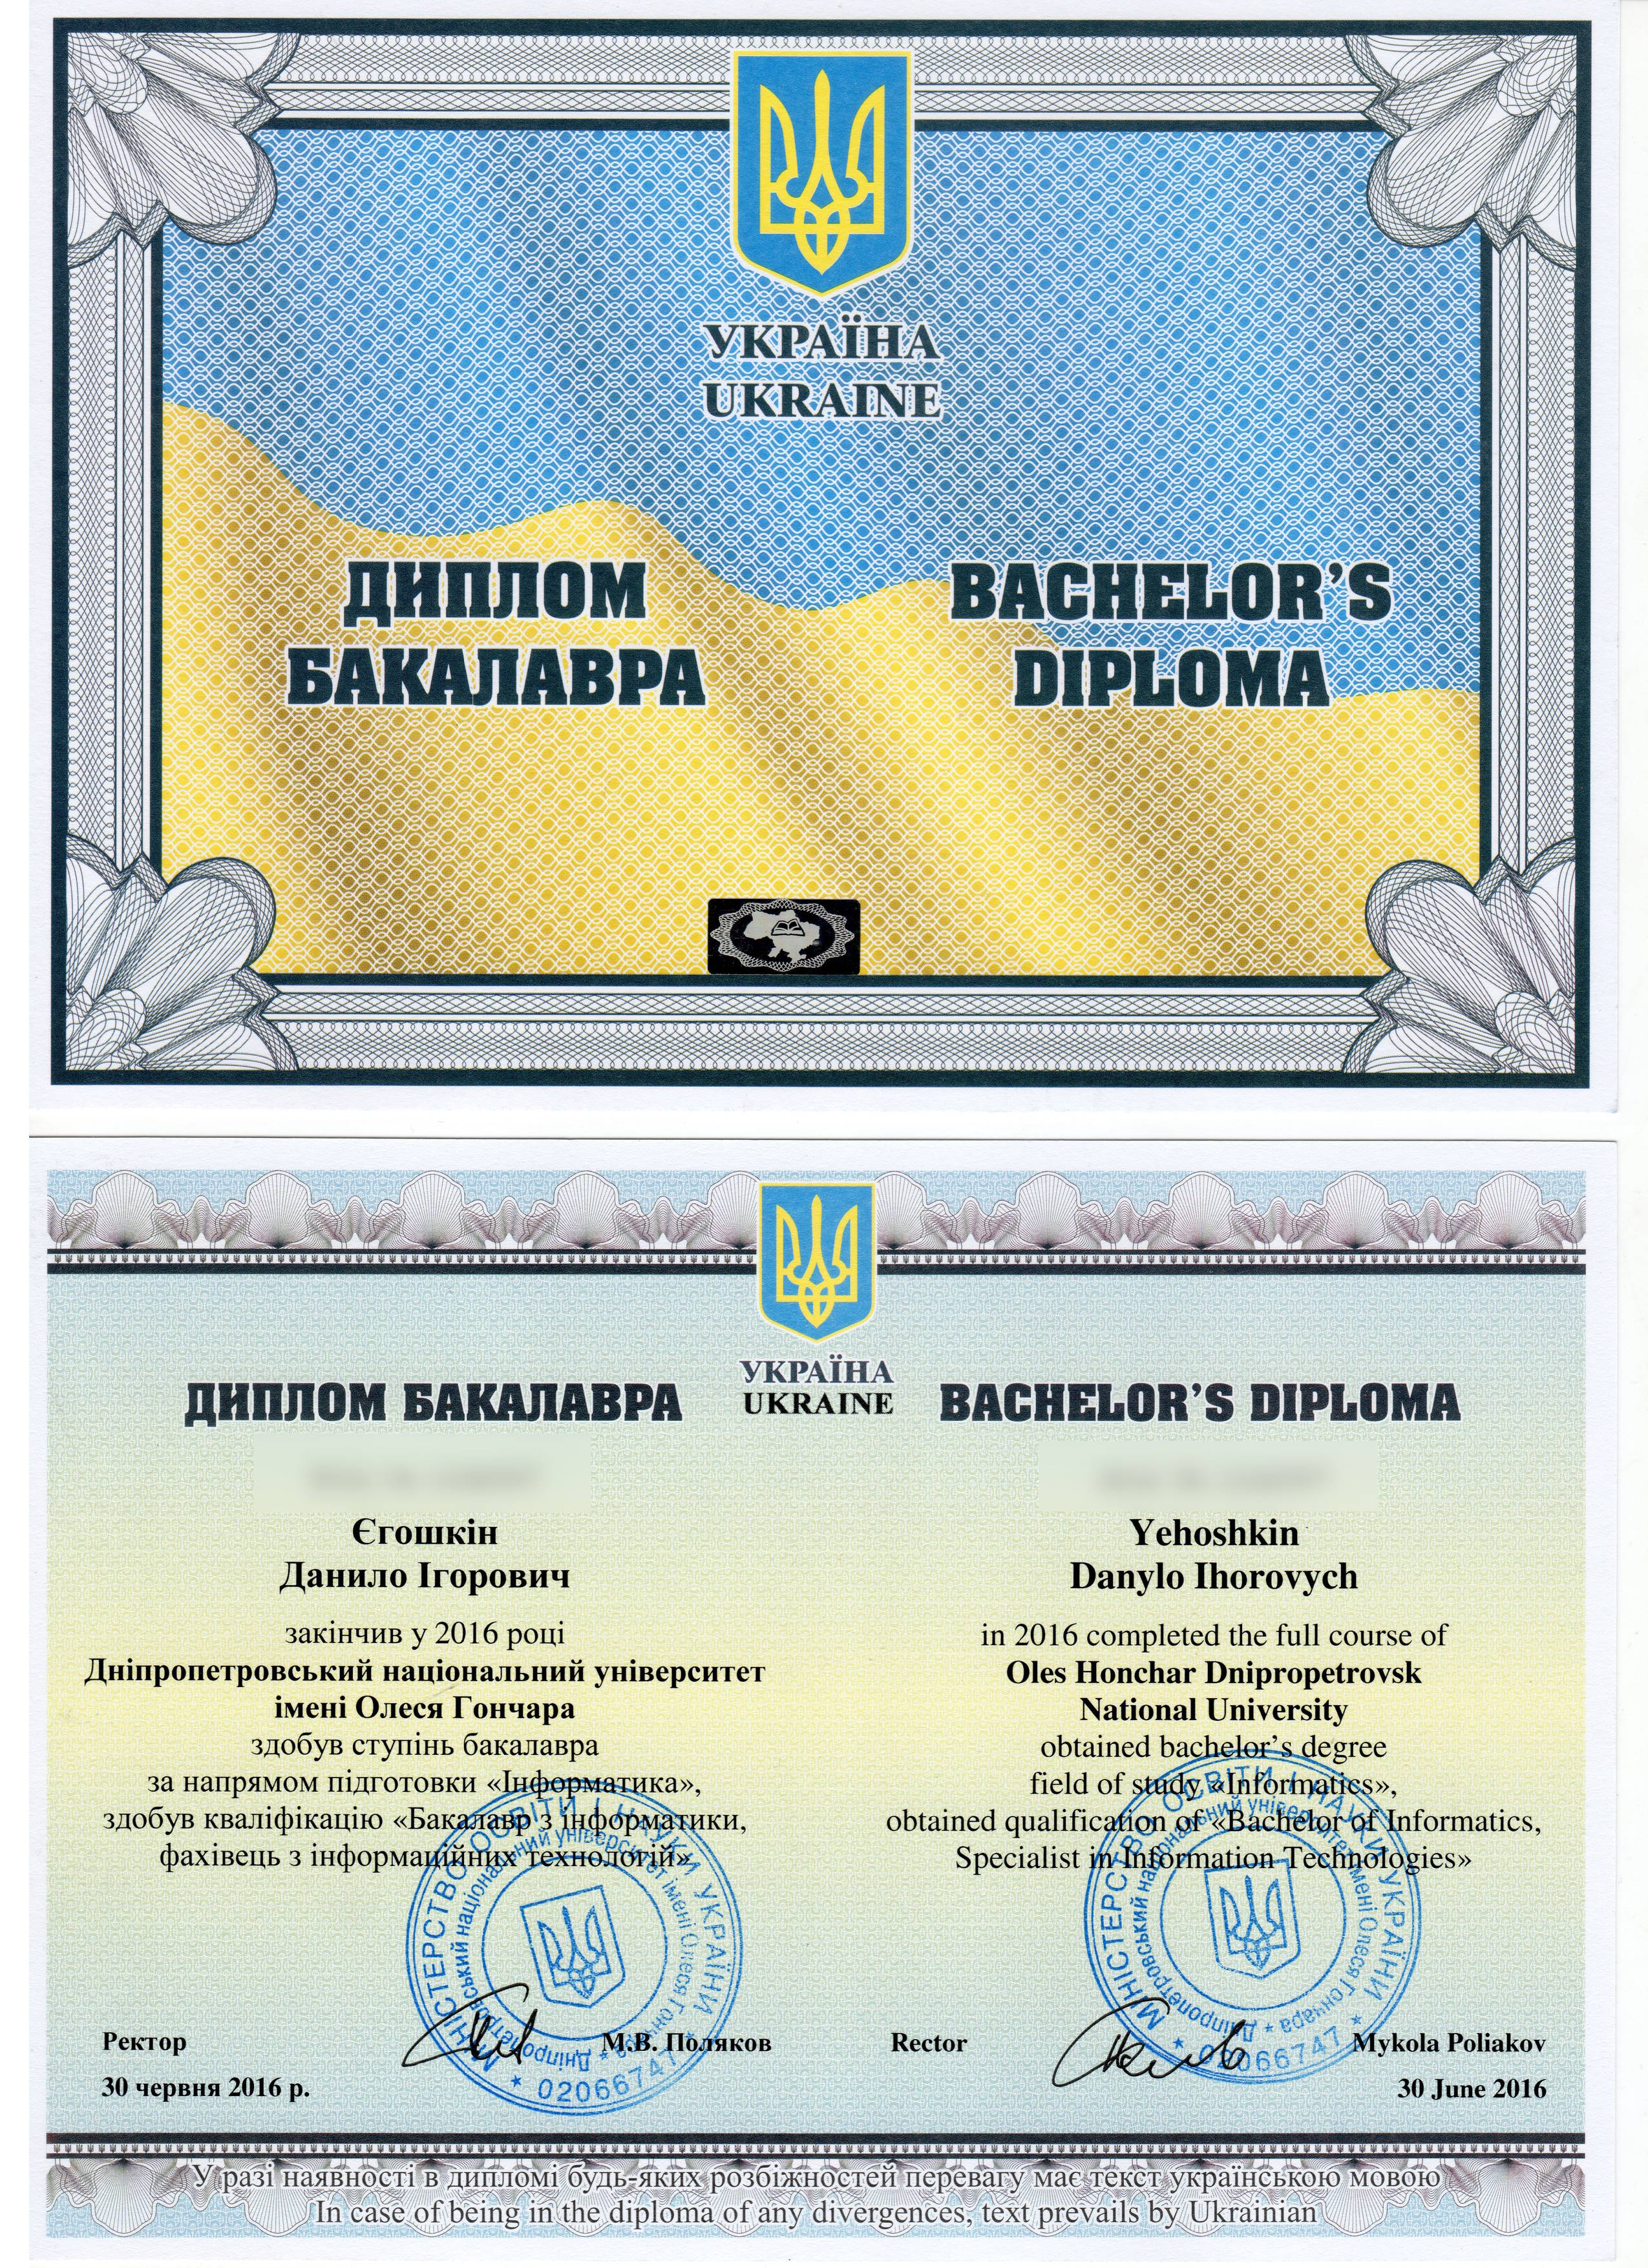 УКРАЇНА
UKRAINE
ДИПЛОМ
БАКАЛАВРА
BACHELOR'S
DIPLOMA
УКРАЇНА
UKRAINE
ДИПЛОМ БАКАЛАВРА
Єгошкін
Данило Ігорович
закінчив у 2016 році
Дніпропетровський національний університет
імені Олеся Гончара
здобув ступінь бакалавра
за напрямом підготовки «Інформатика»,
здобув кваліфікацію «Бакалавр з інформатики,
фахівець з інформаційних технологій»
МІНІСТЕРСТВО ОСВІТИ І НАУКИ УКРАЇНИ
Дніпропетровський національний університет імені Олеся Гончара
02066747
Ректор
М.В. Поляков
30 червня 2016 р.
BACHELOR'S DIPLOMA
Yehoshkin
Danylo Ihorovych
in 2016 completed the full course of
Oles Honchar Dnipropetrovsk
National University
obtained bachelor's degree
field of study «Informatics»,
obtained qualification of «Bachelor of Informatics,
Specialist in Information Technologies»
МІНІСТЕРСТВО ОСВІТИ І НАУКИ УКРАЇНИ
Дніпропетровський національний університет імені Олеся Гончара
02066747
Rector
Mykola Poliakov
30 June 2016
У разі наявності в дипломі будь-яких розбіжностей перевагу має текст українською мовою
In case of being in the diploma of any divergences, text prevails by Ukrainian